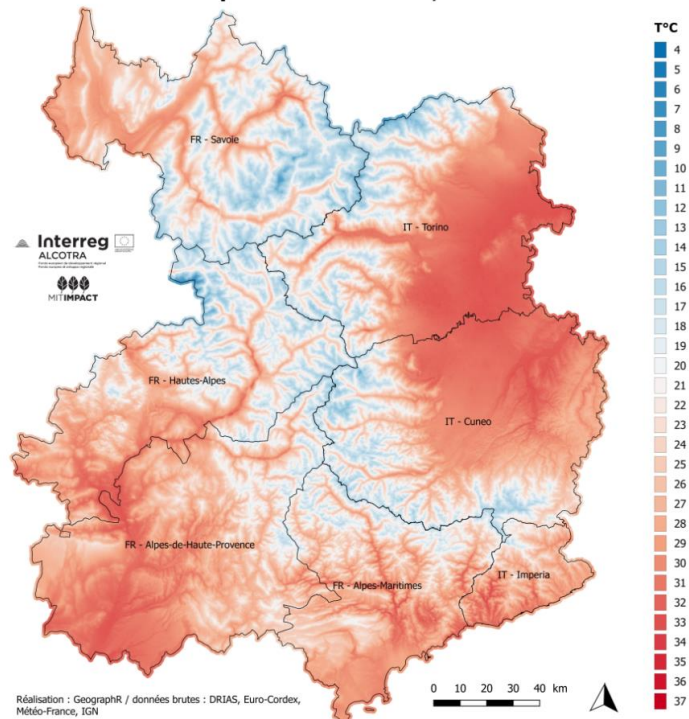 T°C
4
5
6
7
8
9
10
11
12
13
14
15
16
17
18
19
20
21
22
23
24
25
26
27
28
29
30
31
32
33
34
35
36
37
FR - Savoie
IT - Torino
Interreg
ALCOTRA
MITIMPACT
FR - Hautes-Alpes
IT - Cuneo
FR - Alpes-de-Haute-Provence
FR - Alpes-Maritimes
IT - Imperia
0 10 20 30 40 km
Réalisation : GeographR / données brutes : DRIAS, Euro-Cordex,
Météo-France, IGN